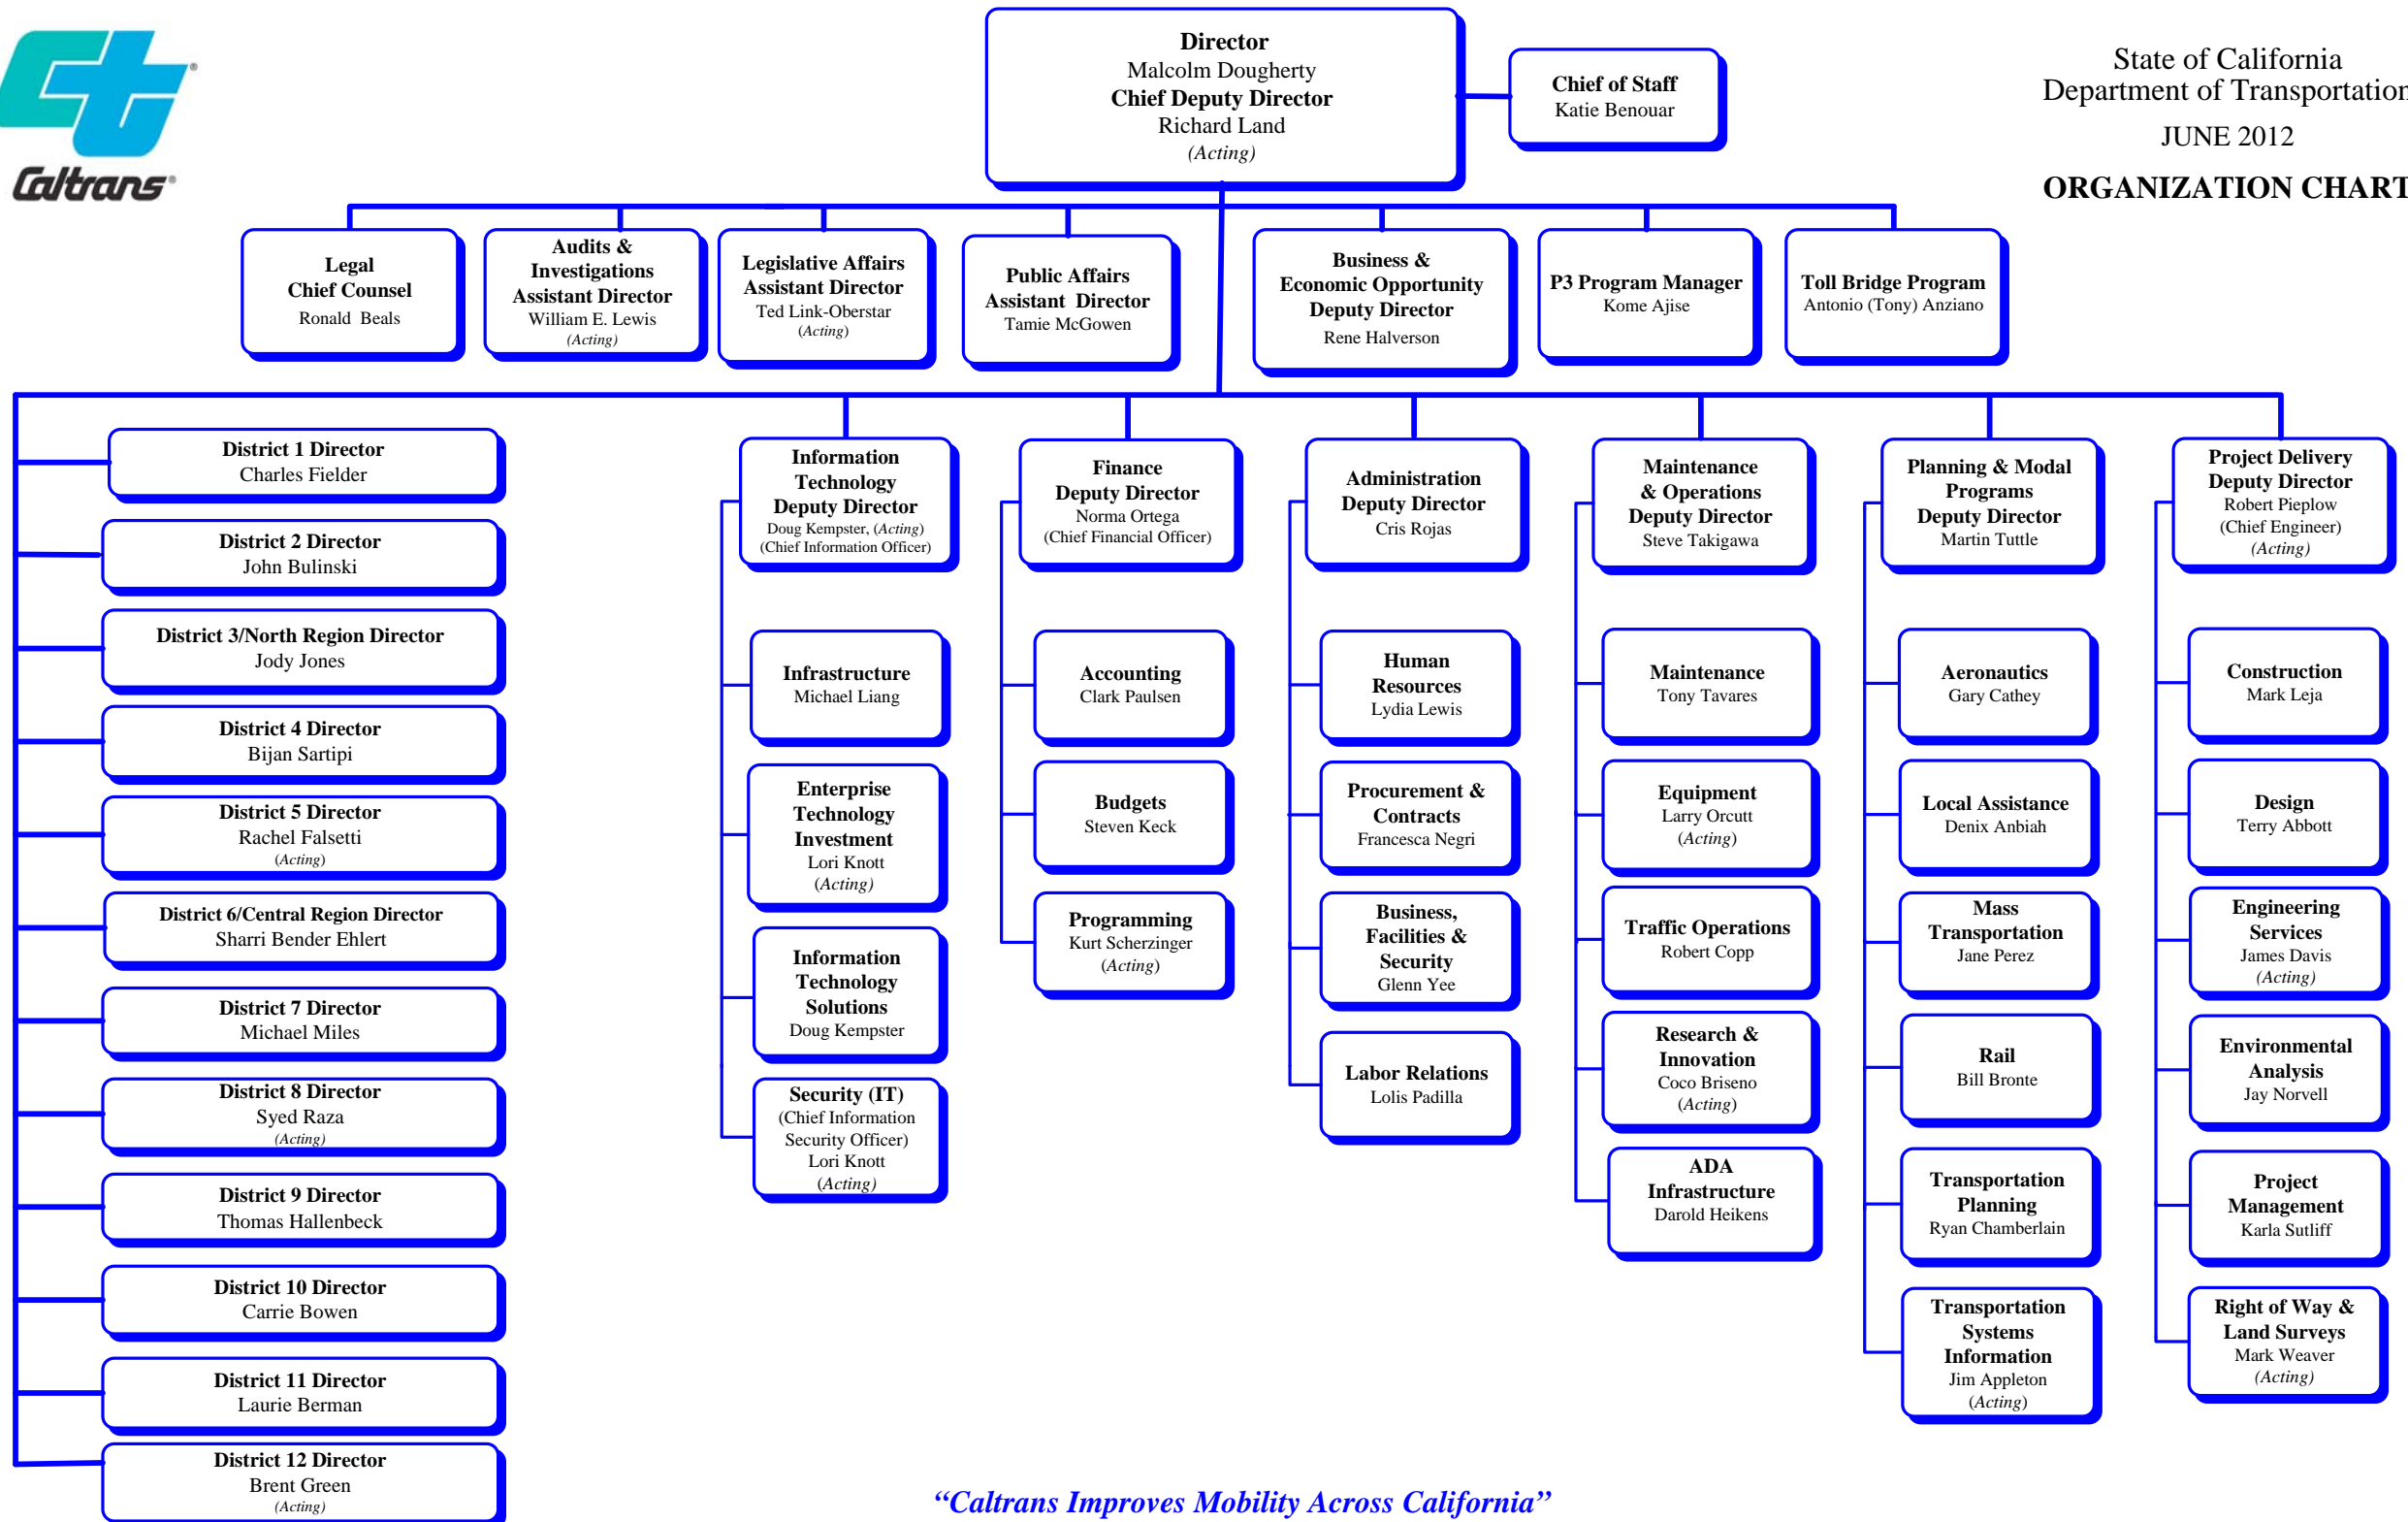 Caltrans
Director
Malcolm Dougherty
Chief Deputy Director
Richard Land
(Acting)
Chief of Staff
Katie Benouar
State of California
Department of Transportation
JUNE 2012
ORGANIZATION CHART
Legal
Chief Counsel
Ronald Beals
Audits &
Investigations
Assistant Director
William E. Lewis
(Acting)
Legislative Affairs
Assistant Director
Ted Link-Oberstar
(Acting)
Public Affairs
Assistant Director
Tamie McGowen
Business &
Economic Opportunity
Deputy Director
Rene Halverson
P3 Program Manager
Kome Ajise
Toll Bridge Program
Antonio (Tony) Anziano
District 1 Director
Charles Fielder
District 2 Director
John Bulinski
District 3/North Region Director
Jody Jones
District 4 Director
Bijan Sartipi
District 5 Director
Rachel Falsetti
(Acting)
District 6/Central Region Director
Sharri Bender Ehlert
District 7 Director
Michael Miles
District 8 Director
Syed Raza
(Acting)
District 9 Director
Thomas Hallenbeck
District 10 Director
Carrie Bowen
District 11 Director
Laurie Berman
District 12 Director
Brent Green
(Acting)
Information
Technology
Deputy Director
Doug Kempster, (Acting)
(Chief Information Officer)
Infrastructure
Michael Liang
Enterprise
Technology
Investment
Lori Knott
(Acting)
Information
Technology
Solutions
Doug Kempster
Security (IT)
(Chief Information
Security Officer)
Lori Knott
(Acting)
Finance
Deputy Director
Norma Ortega
(Chief Financial Officer)
Accounting
Clark Paulsen
Budgets
Steven Keck
Programming
Kurt Scherzinger
(Acting)
Administration
Deputy Director
Cris Rojas
Human
Resources
Lydia Lewis
Procurement &
Contracts
Francesca Negri
Business,
Facilities &
Security
Glenn Yee
Labor Relations
Lolis Padilla
Maintenance
& Operations
Deputy Director
Steve Takigawa
Maintenance
Tony Tavares
Equipment
Larry Orcutt
(Acting)
Traffic Operations
Robert Copp
Research &
Innovation
Coco Briseno
(Acting)
ADA
Infrastructure
Darold Heikens
Planning & Modal
Programs
Deputy Director
Martin Tuttle
Aeronautics
Gary Cathey
Local Assistance
Denix Anbiah
Mass
Transportation
Jane Perez
Rail
Bill Bronte
Transportation
Planning
Ryan Chamberlain
Transportation
Systems
Information
Jim Appleton
(Acting)
Project Delivery
Deputy Director
Robert Pieplow
(Chief Engineer)
(Acting)
Construction
Mark Leja
Design
Terry Abbott
Engineering
Services
James Davis
(Acting)
Environmental
Analysis
Jay Norvell
Project
Management
Karla Sutliff
Right of Way &
Land Surveys
Mark Weaver
(Acting)
“Caltrans Improves Mobility Across California”